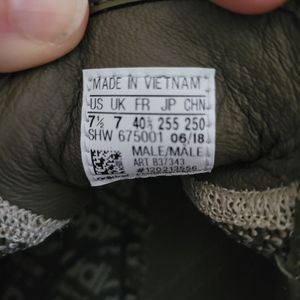 MADE IN VIETNAM
US UK FR JP CHN
7½ 7 40⅔ 255 250
SHW 675001 06/18
MALE/MÂLE
ART B37343